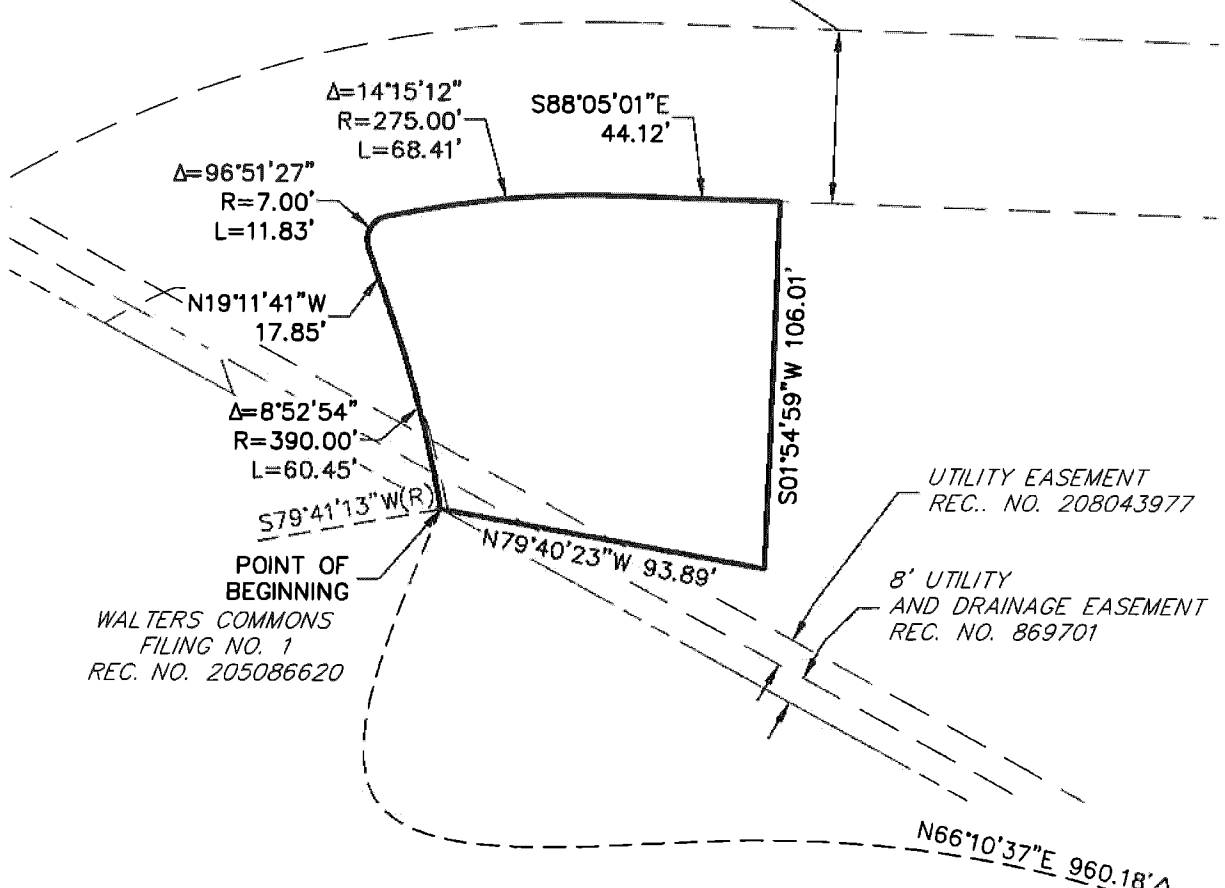 Δ=14°15'12"
R=275.00'
L=68.41'
S88°05'01"E
44.12'
Δ=96°51'27"
R=7.00'
L=11.83'
N19°11'41"W
17.85'
Δ=8°52'54"
R=390.00'
L=60.45'
S01°54'59"W 106.01'
S79°41'13"W(R)
N79°40'23"W 93.89'
POINT OF
BEGINNING
WALTERS COMMONS
FILING NO. 1
REC. NO. 205086620
UTILITY EASEMENT
REC.. NO. 208043977
8' UTILITY
AND DRAINAGE EASEMENT
REC. NO. 869701
N66°10'37"E 960.18'